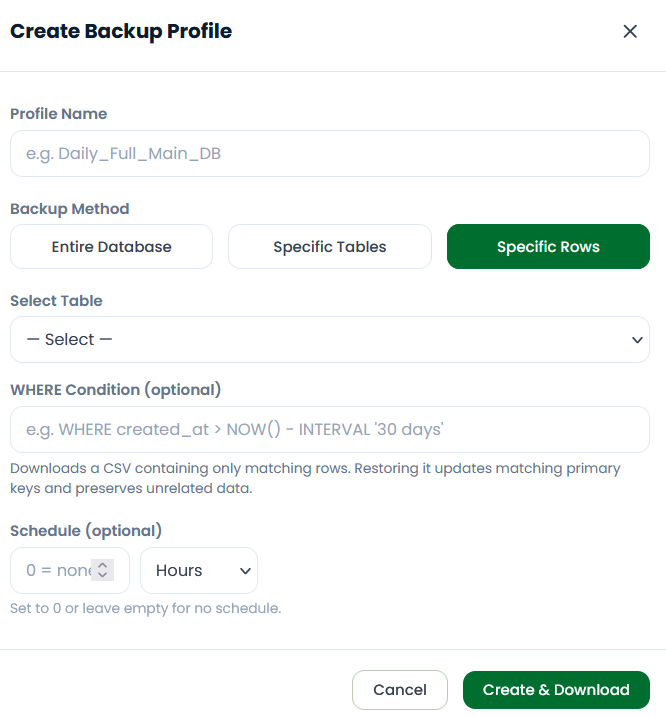 Create Backup Profile
Profile Name
e.g. Daily_Full_Main_DB
Backup Method
Entire Database
Specific Tables
Specific Rows
Select Table
— Select —
WHERE Condition (optional)
e.g. WHERE created_at > NOW() - INTERVAL '30 days'
Downloads a CSV containing only matching rows. Restoring it updates matching primary
keys and preserves unrelated data.
Schedule (optional)
0 = none
Hours
Set to 0 or leave empty for no schedule.
Cancel
Create & Download